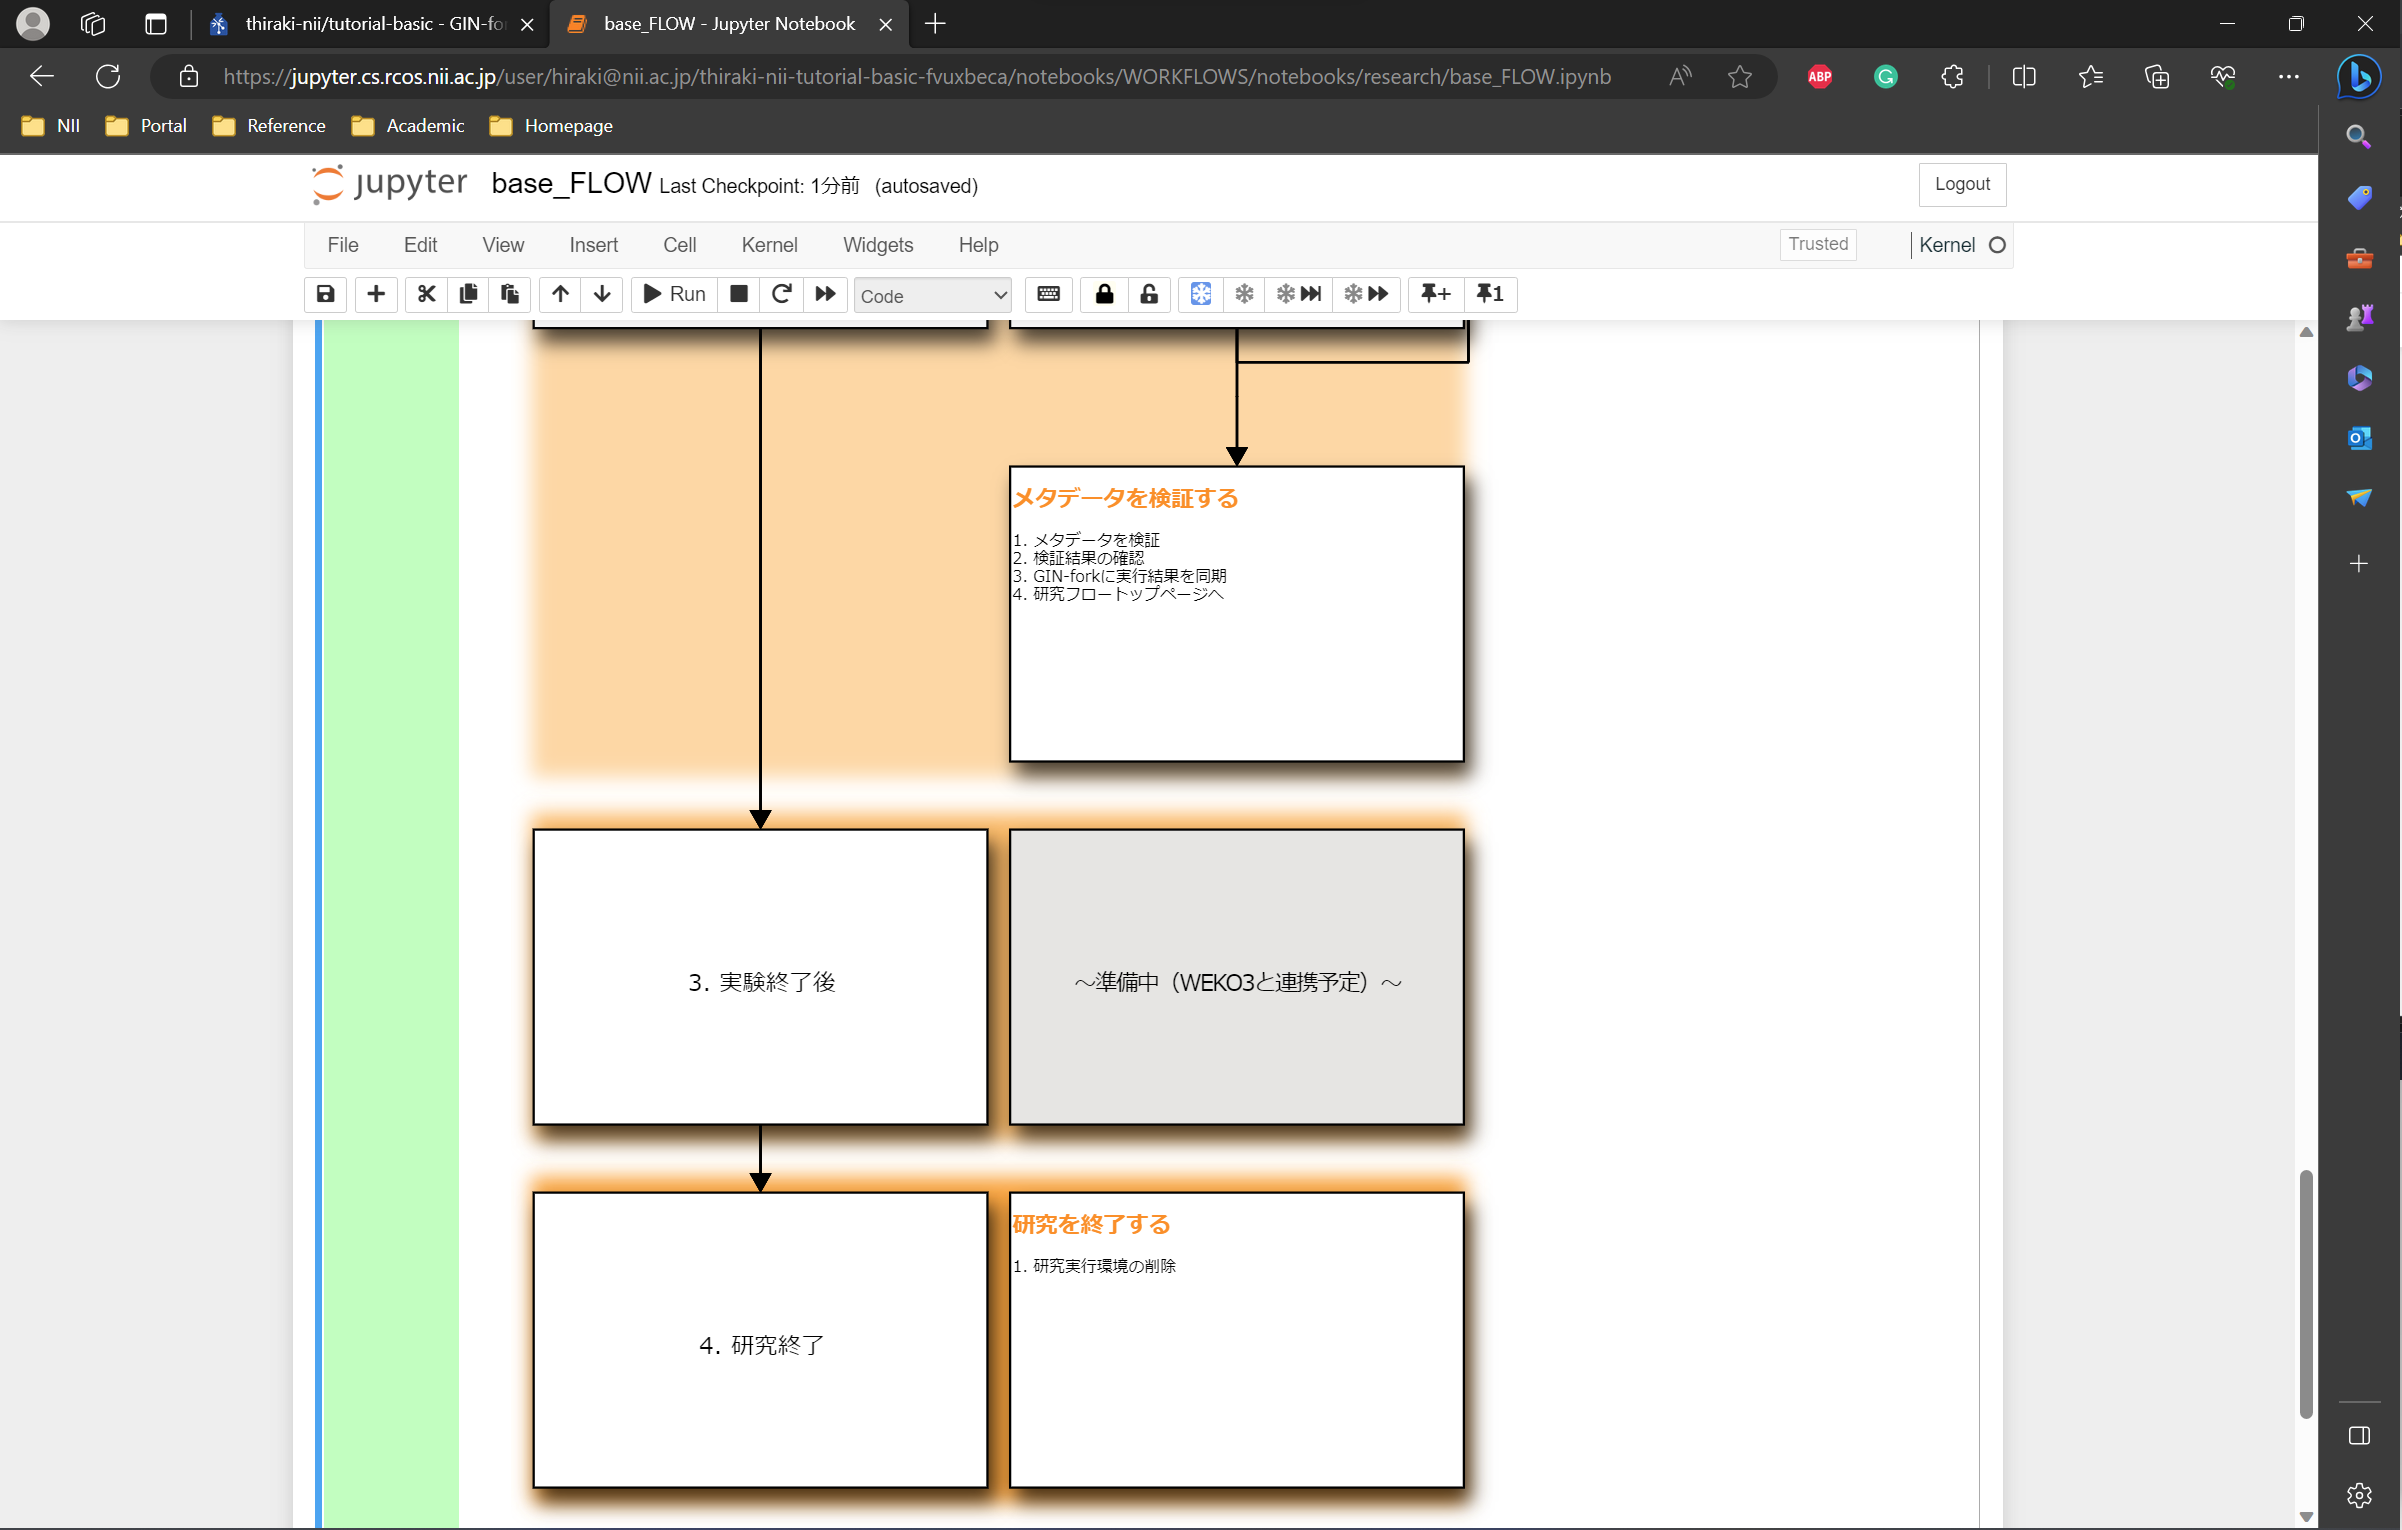 thiraki-nii/tutorial-basic - GIN-fo
base_FLOW - Jupyter Notebook
https://jupyter.cs.rcos.nii.ac.jp/user/hiraki@nii.ac.jp/thiraki-nii-tutorial-basic-fvuxbeca/notebooks/WORKFLOWS/notebooks/research/base_FLOW.ipynb
ABP
NII Portal Reference Academic Homepage
jupyter base_FLOW Last Checkpoint: 1分前 (autosaved)
Logout
File Edit View Insert Cell Kernel Widgets Help
Trusted
Kernel
Run
Code
1
メタデータを検証する
1. メタデータを検証
2. 検証結果の確認
3. GIN-forkに実行結果を同期
4. 研究フロートップページへ
3. 実験終了後
～準備中（WEKO3と連携予定）～
4. 研究終了
研究を終了する
1. 研究実行環境の削除